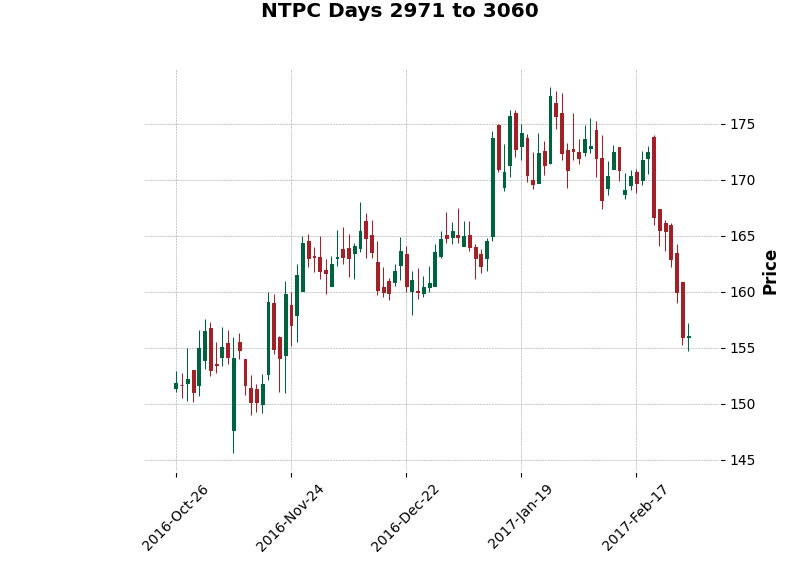 NTPC Days 2971 to 3060
175
170
165
160
155
150
145
Price
2016-Oct-26
2016-Nov-24
2016-Dec-22
2017-Jan-19
2017-Feb-17